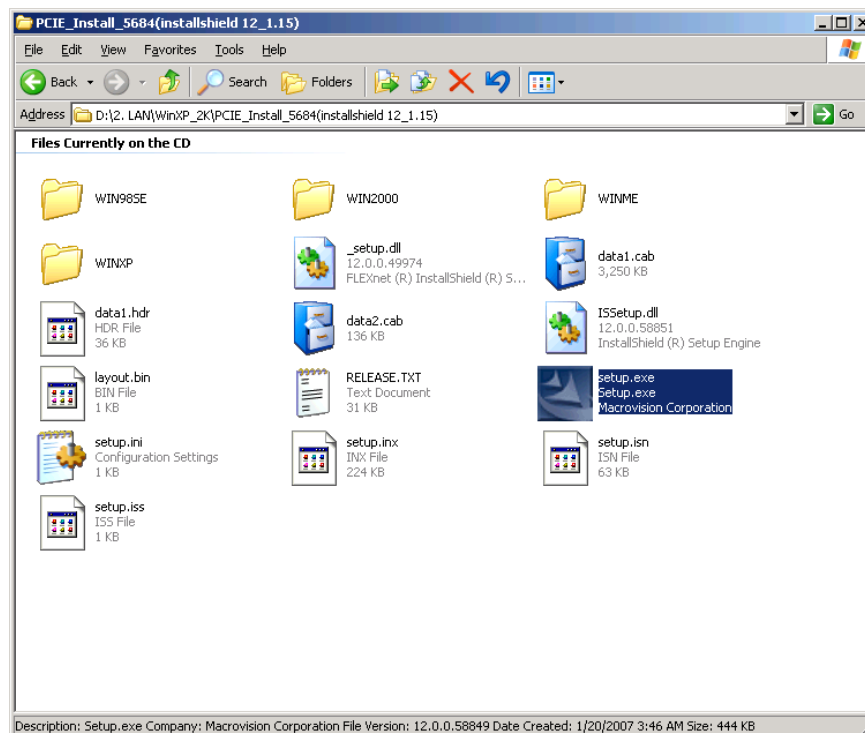 PCIE_Install_5684(installshield 12_1.15)
File Edit View Favorites Tools Help
Back Search Folders
Address D:\2. LAN\WinXP_2K\PCIE_Install_5684(installshield 12_1.15) Go
Files Currently on the CD
WIN98SE
WIN2000
WINME
WINXP
_setup.dll
12.0.0.49974
FLEXnet (R) InstallShield (R) S...
data1.cab
3,250 KB
data1.hdr
HDR File
36 KB
data2.cab
136 KB
ISSetup.dll
12.0.0.58851
InstallShield (R) Setup Engine
layout.bin
BIN File
1 KB
RELEASE.TXT
Text Document
31 KB
setup.exe
Setup.exe
Macrovision Corporation
setup.ini
Configuration Settings
1 KB
setup.inx
INX File
224 KB
setup.isn
ISN File
63 KB
setup.iss
ISS File
1 KB
Description: Setup.exe Company: Macrovision Corporation File Version: 12.0.0.58849 Date Created: 1/20/2007 3:46 AM Size: 444 KB